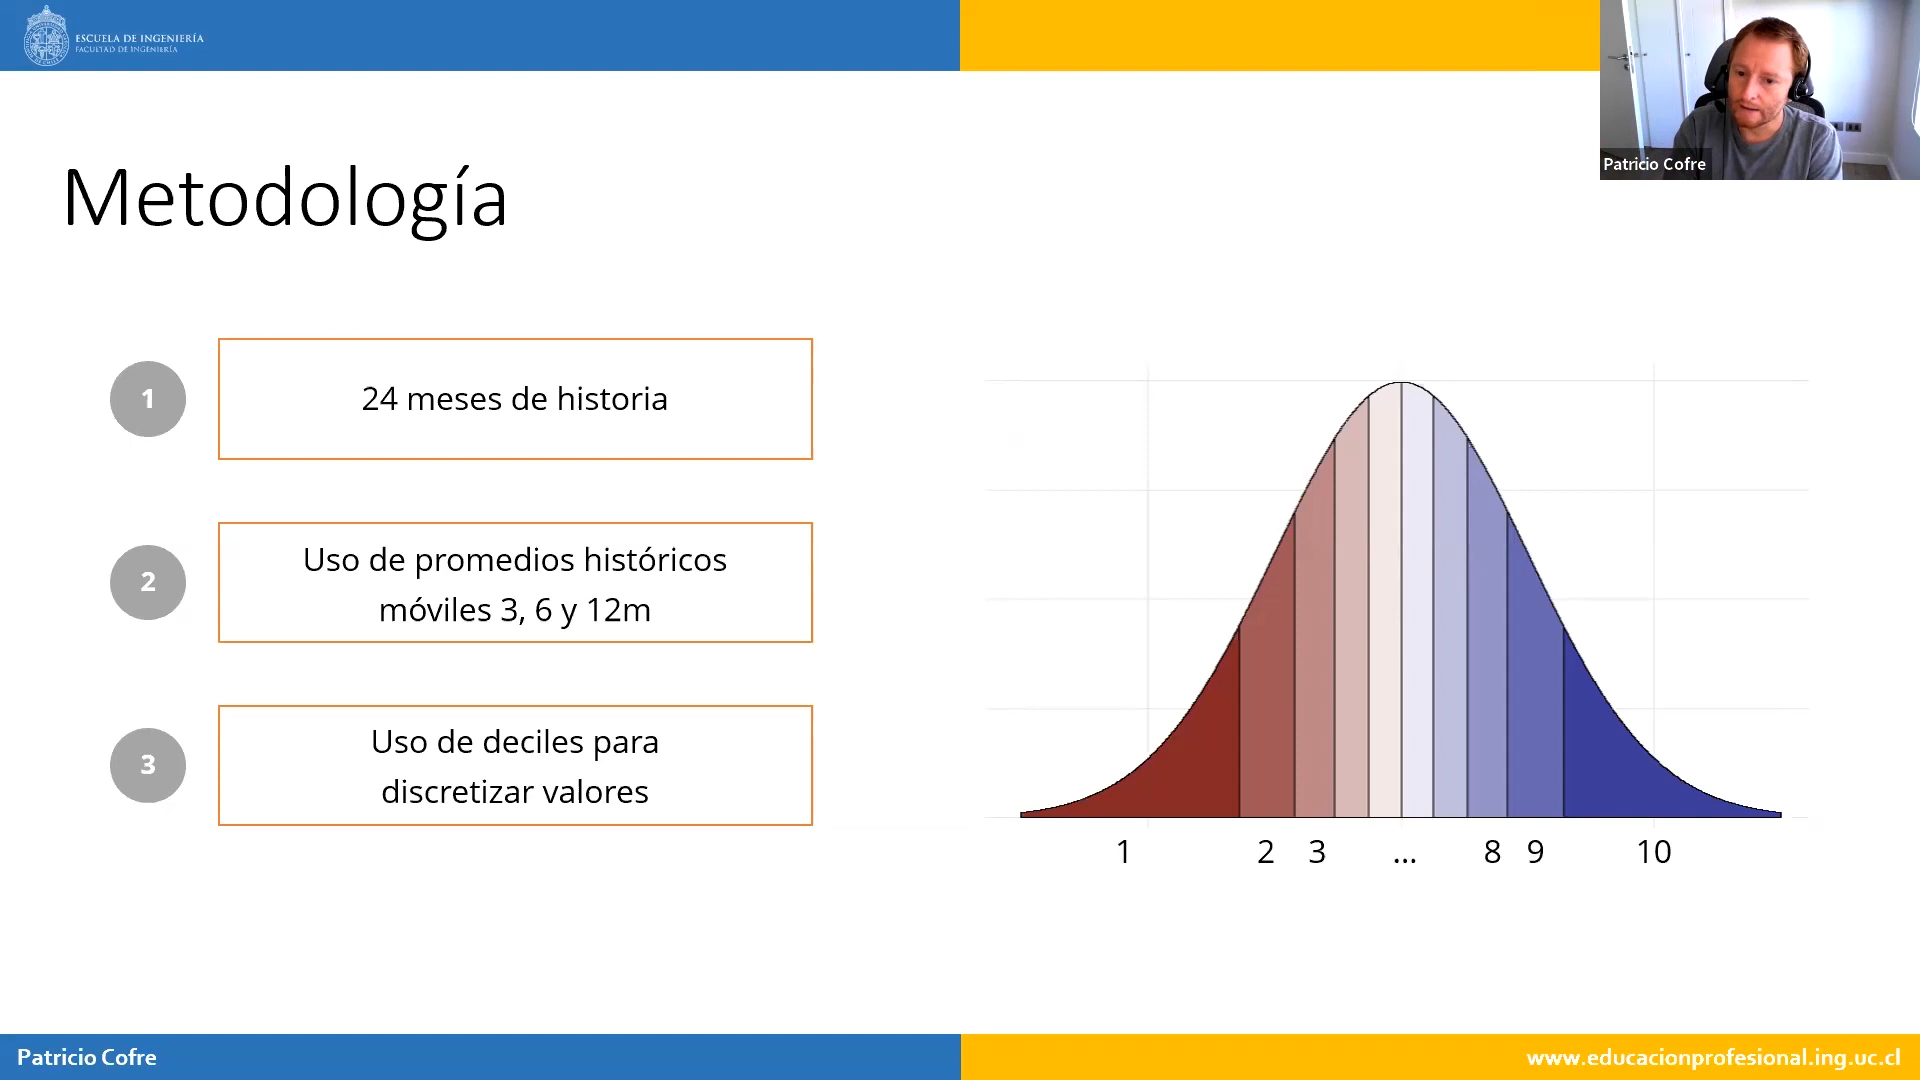 ESCUELA DE INGENIERÍA
FACULTAD DE INGENIERÍA
Patricio Cofre
Metodología
1
24 meses de historia
2
Uso de promedios históricos
móviles 3, 6 y 12m
3
Uso de deciles para
discretizar valores
1 2 3 ... 8 9 10
Patricio Cofre
www.educacionprofesional.ing.uc.cl